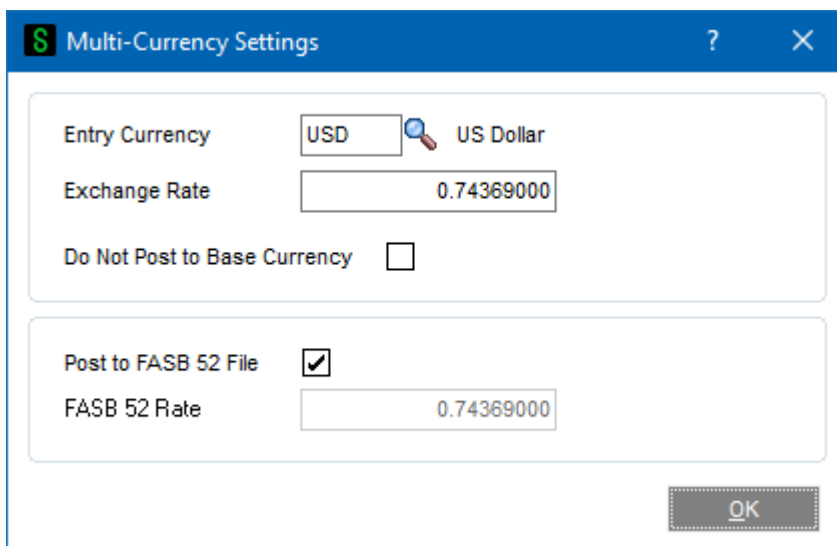 S Multi-Currency Settings ? ×
Entry Currency USD US Dollar
Exchange Rate 0.74369000
Do Not Post to Base Currency
Post to FASB 52 File
FASB 52 Rate 0.74369000
OK